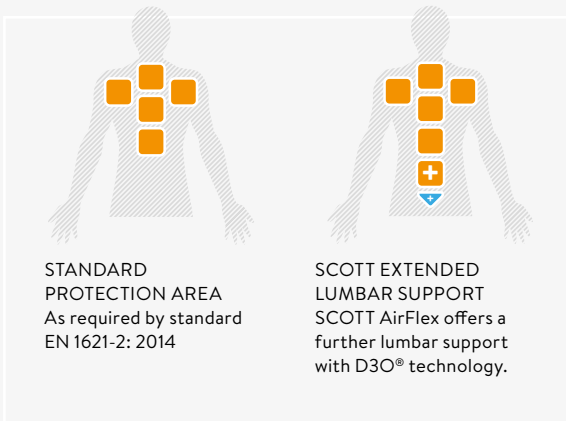 STANDARD
PROTECTION AREA
As required by standard
EN 1621-2: 2014
SCOTT EXTENDED
LUMBAR SUPPORT
SCOTT AirFlex offers a
further lumbar support
with D3O® technology.